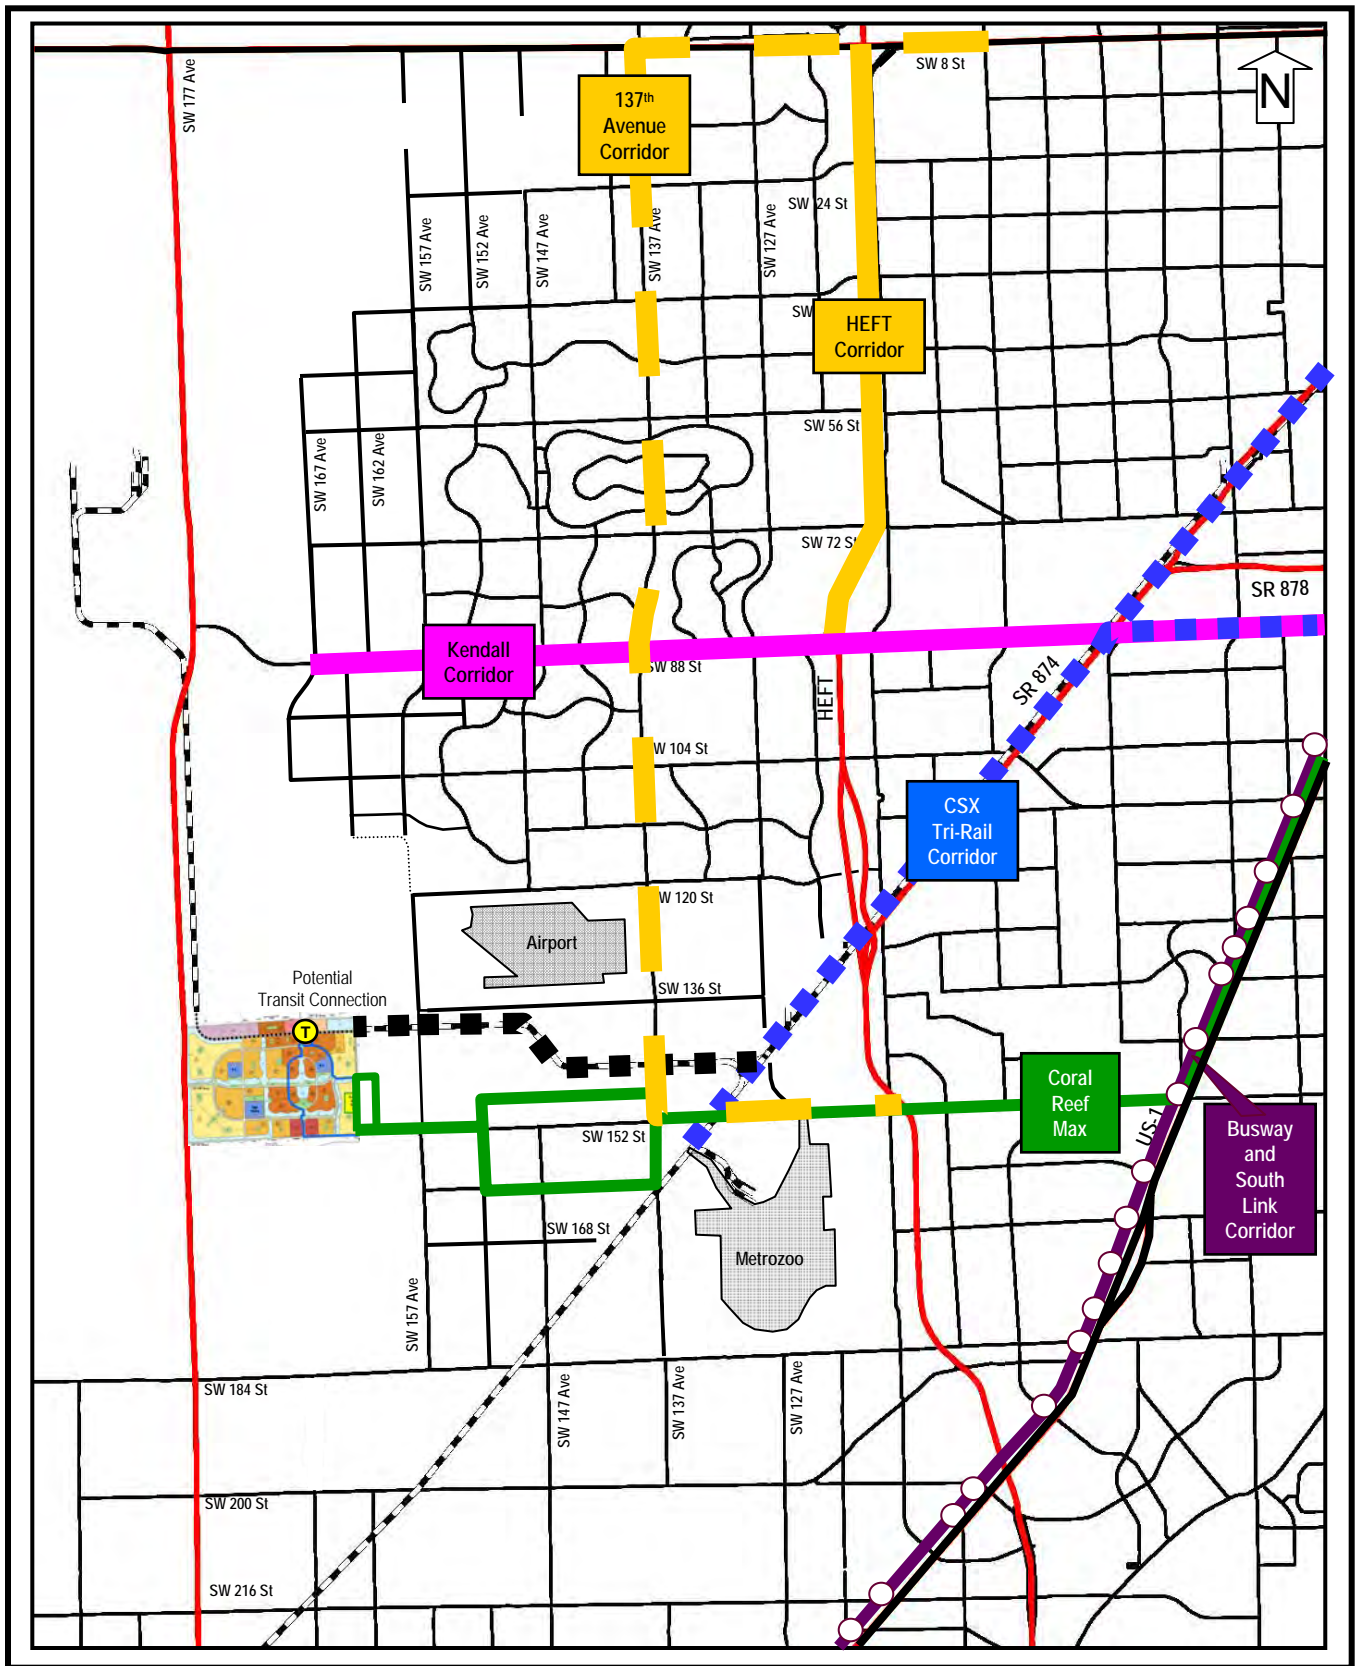 SW 177 Ave
SW 8 St
N
137th
Avenue
Corridor
SW 24 St
SW 157 Ave
SW 152 Ave
SW 147 Ave
SW 137 Ave
SW 127 Ave
SW
HEFT
Corridor
SW 56 St
SW 167 Ave
SW 162 Ave
SW 72 St
SR 878
Kendall
Corridor
SW 88 St
SR 874
HEFT
W 104 St
CSX
Tri-Rail
Corridor
W 120 St
Airport
SW 136 St
Potential
Transit Connection
T
Coral
Reef
Max
US-1
Busway
and
South
Link
Corridor
SW 152 St
SW 168 St
Metrozoo
SW 157 Ave
SW 184 St
SW 147 Ave
SW 137 Ave
SW 127 Ave
SW 200 St
SW 216 St